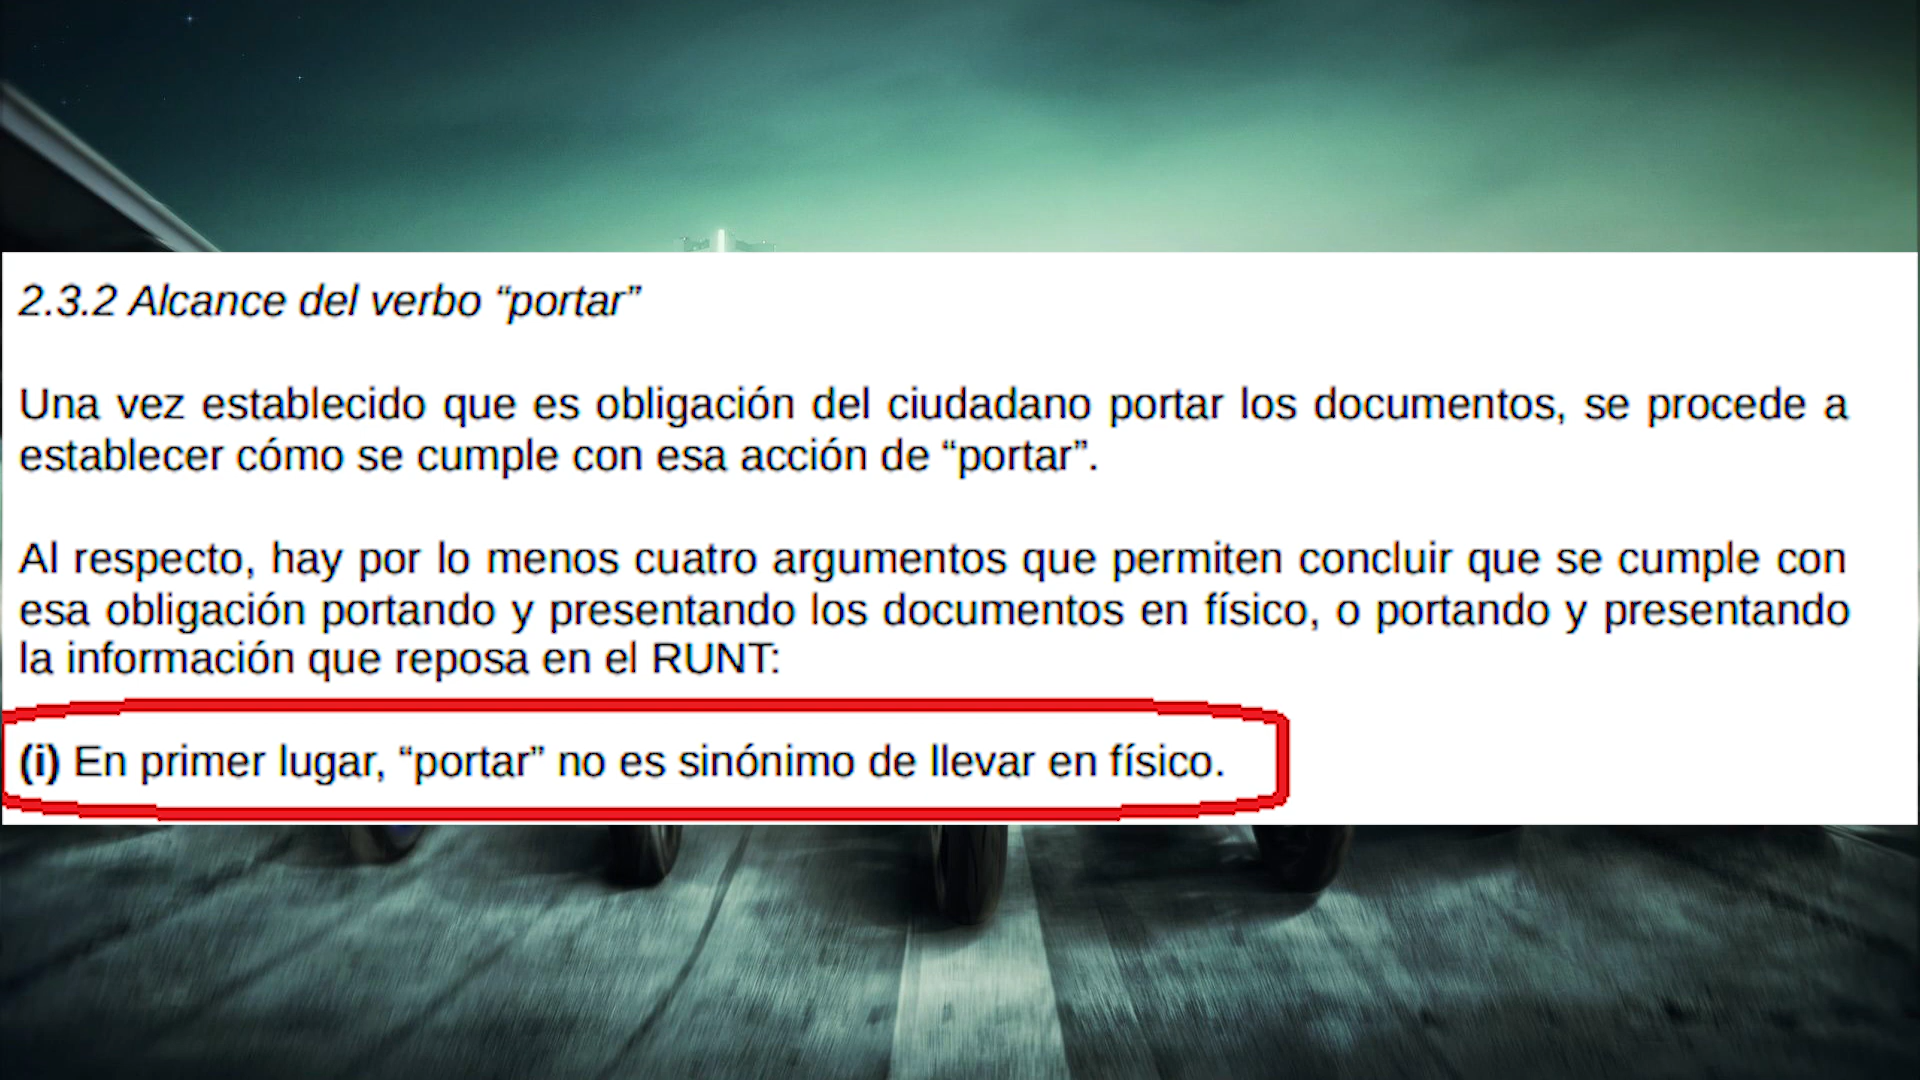 2.3.2 Alcance del verbo “portar”
Una vez establecido que es obligación del ciudadano portar los documentos, se procede a
establecer cómo se cumple con esa acción de “portar”.
Al respecto, hay por lo menos cuatro argumentos que permiten concluir que se cumple con
esa obligación portando y presentando los documentos en físico, o portando y presentando
la información que reposa en el RUNT:
(i) En primer lugar, “portar” no es sinónimo de llevar en físico.